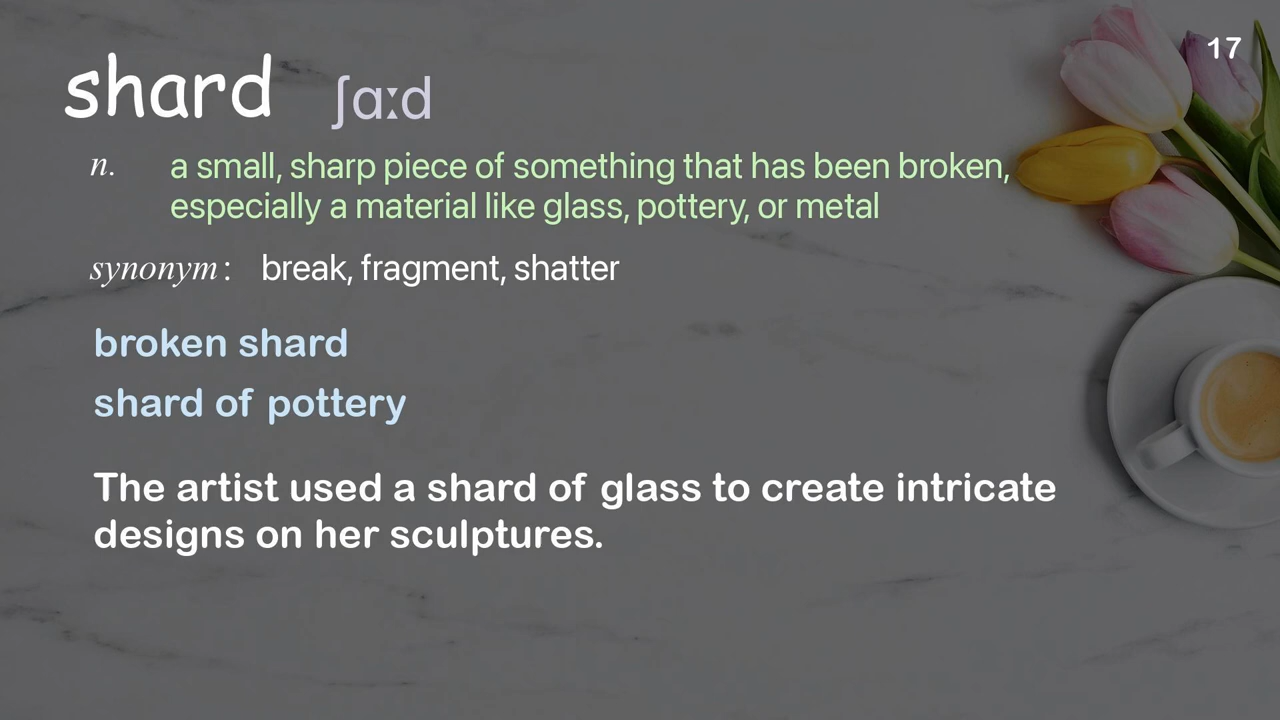 17
shard ʃɑːd
n. a small, sharp piece of something that has been broken,
especially a material like glass, pottery, or metal
synonym: break, fragment, shatter
broken shard
shard of pottery
The artist used a shard of glass to create intricate
designs on her sculptures.